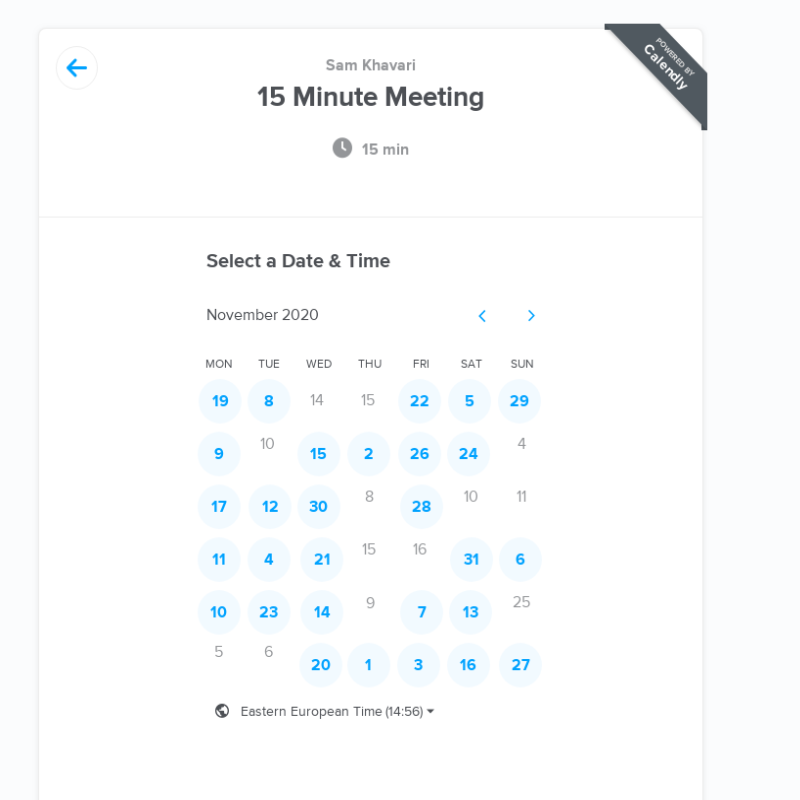 POWERED BY
Calendly
Sam Khavari
15 Minute Meeting
15 min
Select a Date & Time
November 2020
MON TUE WED THU FRI SAT SUN
19 8 14 15 22 5 29
9 10 15 2 26 24 4
17 12 30 8 28 10 11
11 4 21 15 16 31 6
10 23 14 9 7 13 25
5 6 20 1 3 16 27
Eastern European Time (14:56)